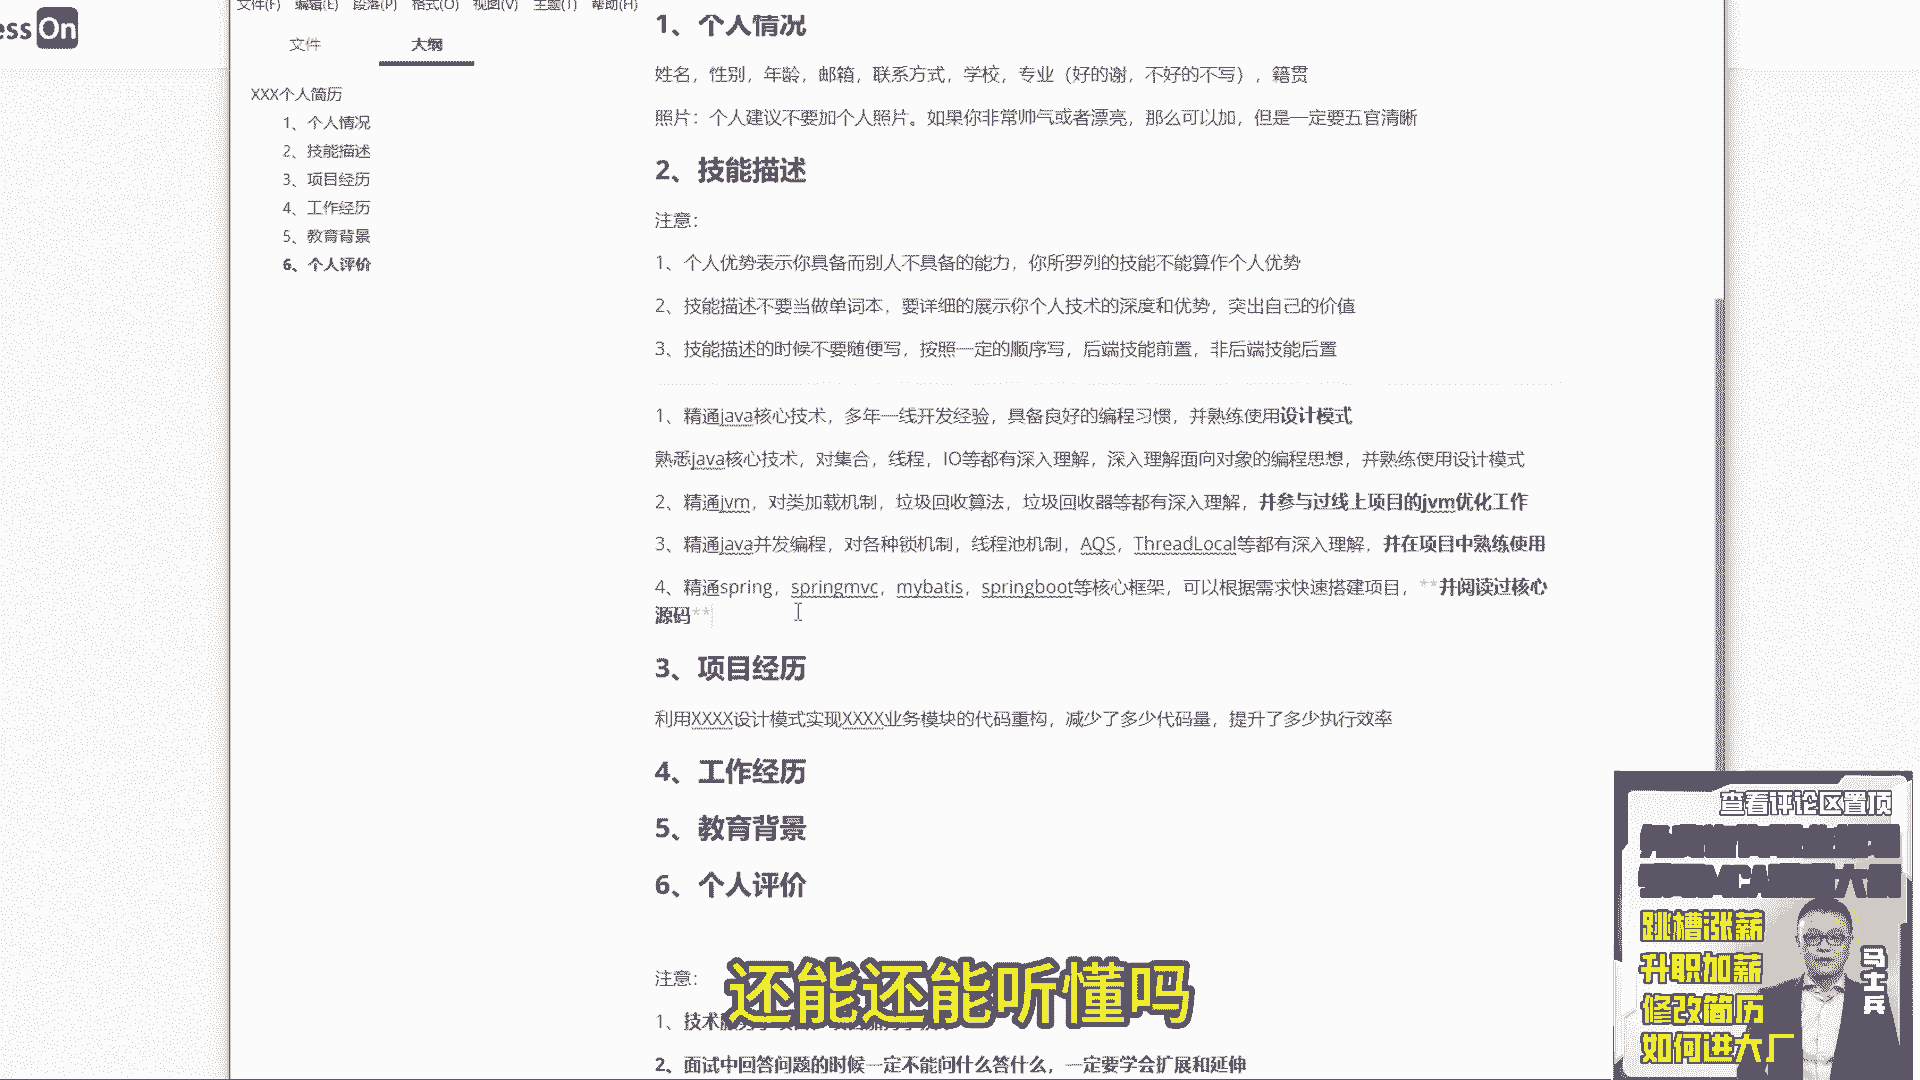 ess On
文件(F) 编辑(E) 段落(P) 格式(O) 视图(V) 主题(T) 帮助(H)
文件 大纲
XXX个人简历
1、个人情况
2、技能描述
3、项目经历
4、工作经历
5、教育背景
6、个人评价
1、个人情况
姓名，性别，年龄，邮箱，联系方式，学校，专业（好的谢，不好的不写），籍贯
照片：个人建议不要加个人照片。如果你非常帅气或者漂亮，那么可以加，但是一定要五官清晰
2、技能描述
注意：
1、个人优势表示你具备而别人不具备的能力，你所罗列的技能不能算作个人优势
2、技能描述不要当做单词本，要详细的展示你个人技术的深度和优势，突出自己的价值
3、技能描述的时候不要随便写，按照一定的顺序写，后端技能前置，非后端技能后置
1、精通java核心技术，多年一线开发经验，具备良好的编程习惯，并熟练使用设计模式
熟悉java核心技术，对集合，线程，IO等都有深入理解，深入理解面向对象的编程思想，并熟练使用设计模式
2、精通jvm，对类加载机制，垃圾回收算法，垃圾回收器等都有深入理解，并参与过线上项目的jvm优化工作
3、精通java并发编程，对各种锁机制，线程池机制，AQS，ThreadLocal等都有深入理解，并在项目中熟练使用
4、精通spring，springmvc，mybatis，springboot等核心框架，可以根据需求快速搭建项目，**并阅读过核心
源码**
3、项目经历
利用XXXX设计模式实现XXXX业务模块的代码重构，减少了多少代码量，提升了多少执行效率
4、工作经历
5、教育背景
6、个人评价
注意：
还能还能听懂吗
1、技术
2、面试中回答问题的时候一定不能问什么答什么，一定要学会扩展和延伸
查看评论区置顶
跳槽涨薪
升职加薪
修改简历
如何进大厂
马士兵